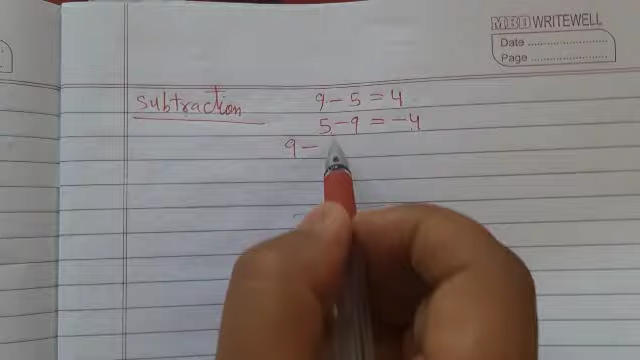 MBD WRITEWELL
Date ....................
Page ....................
Subtraction 9 - 5 = 4
5 - 9 = -4
9 -